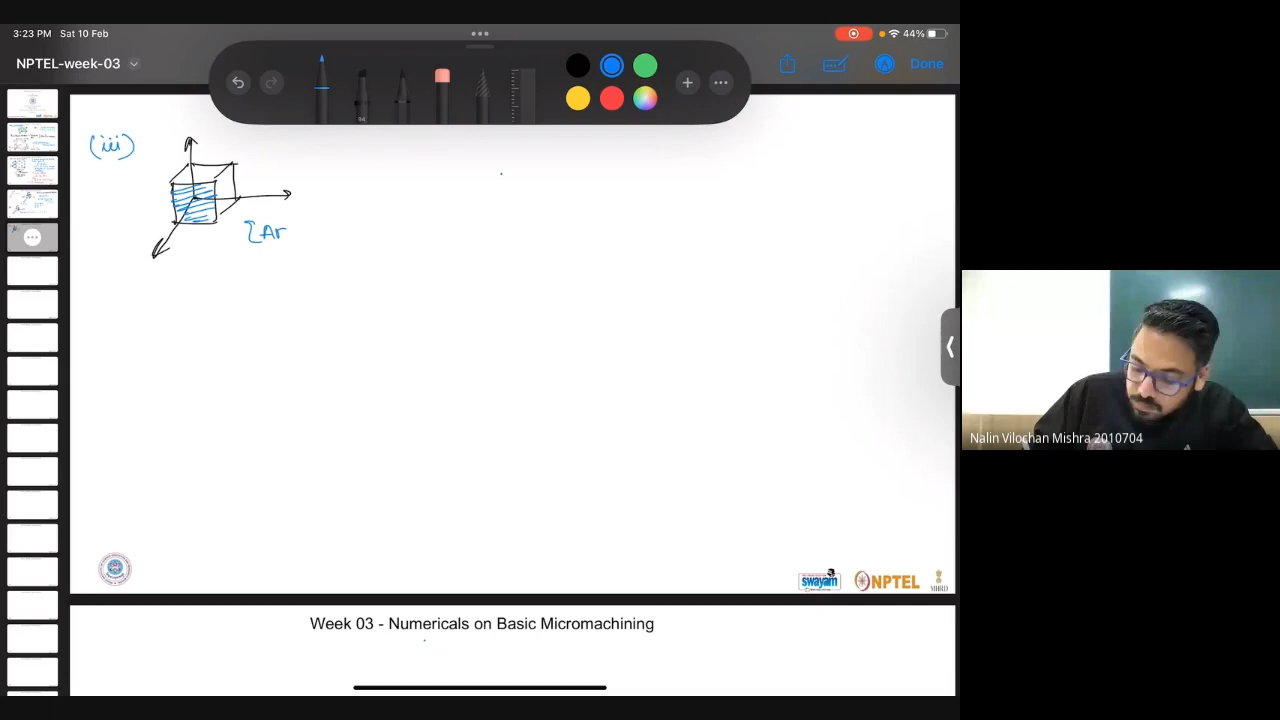 3:23 PM Sat 10 Feb
44%
NPTEL-week-03
Done
(iii)
[Ar
Nalin Vilochan Mishra 2010704
swayam
NPTEL
MHRD
Week 03 - Numericals on Basic Micromachining